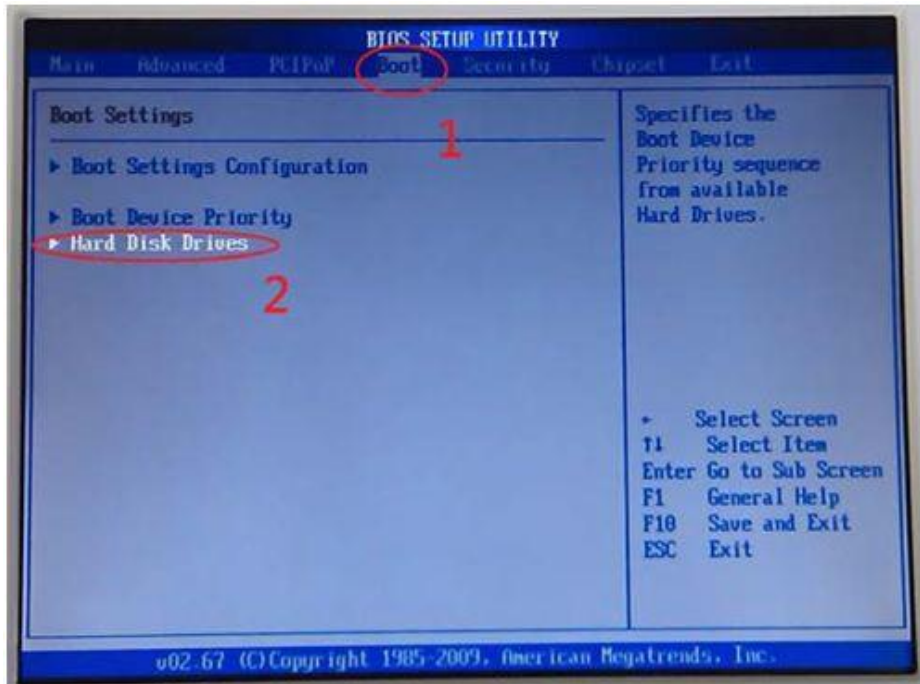 BIOS SETUP UTILITY
Main Advanced PCIPnP Boot Security Chipset Exit
Boot Settings
1
▶ Boot Settings Configuration
▶ Boot Device Priority
▶ Hard Disk Drives
2
Specifies the
Boot Device
Priority sequence
from available
Hard Drives.
← Select Screen
↑↓ Select Item
Enter Go to Sub Screen
F1 General Help
F10 Save and Exit
ESC Exit
v02.67 (C)Copyright 1985-2009, American Megatrends, Inc.